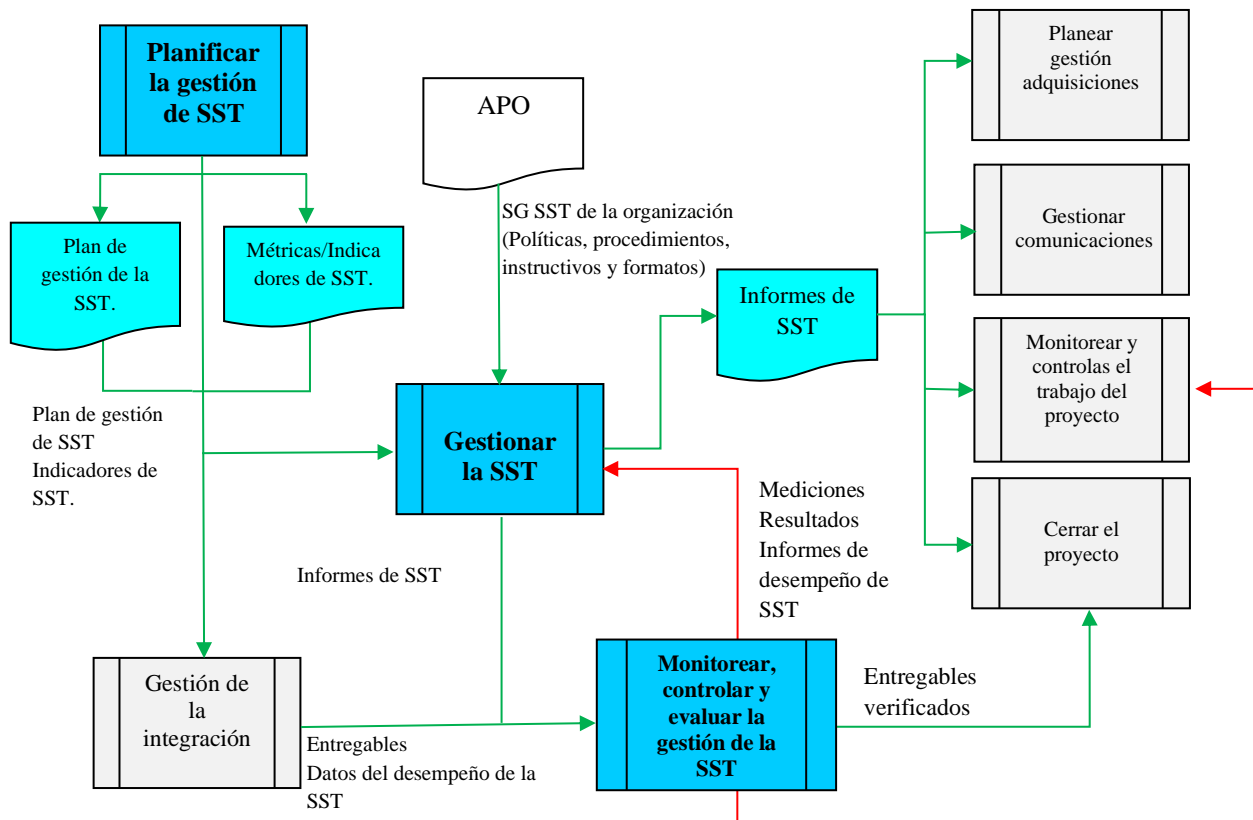 Planificar
la gestión
de SST
Plan de
gestión de la
SST.
Métricas/Indica
dores de SST.
APO
SG SST de la organización
(Políticas, procedimientos,
instructivos y formatos)
Informes de
SST
Planear
gestión
adquisiciones
Gestionar
comunicaciones
Monitorear y
controlas el
trabajo del
proyecto
Cerrar el
proyecto
Plan de gestión
de SST
Indicadores de
SST.
Gestionar
la SST
Informes de SST
Mediciones
Resultados
Informes de
desempeño de
SST
Gestión de
la
integración
Entregables
Datos del desempeño de la
SST
Monitorear,
controlar y
evaluar la
gestión de la
SST
Entregables
verificados